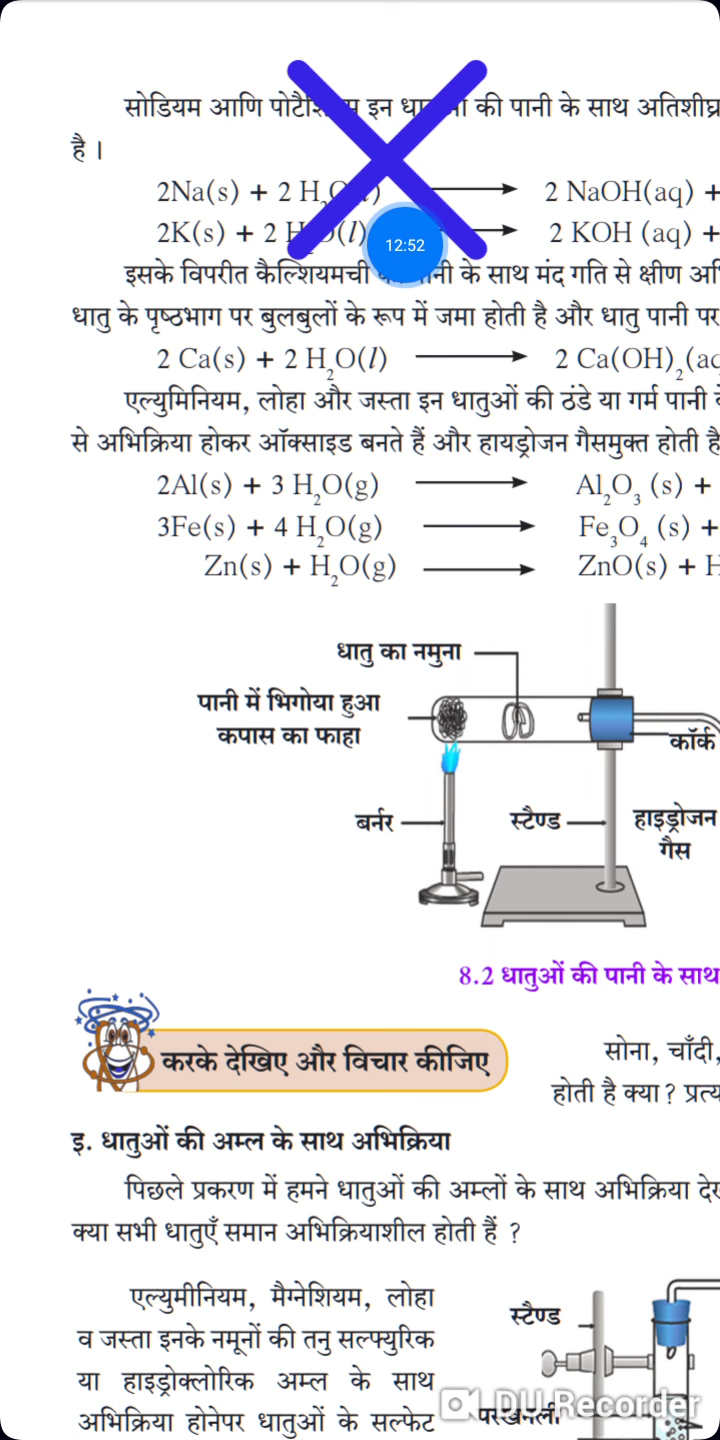 सोडियम आणि इन की पानी के साथ अतिशीघ्र
है ।
2Na(s) + 2 H₂O(l) ⟶ 2 NaOH(aq) +
2K(s) + 2 H₂O(l) ⟶ 2 KOH (aq) +
12:52
इसके विपरीत कैल्शियमची के साथ मंद गति से क्षीण
धातु के पृष्ठभाग पर बुलबुलों के रूप में जमा होती है और धातु पानी पर
2 Ca(s) + 2 H₂O(l) ⟶ 2 Ca(OH)₂(aq
एल्युमिनियम, लोहा और जस्ता इन धातुओं की ठंडे या गर्म पानी
से अभिक्रिया होकर ऑक्साइड बनते हैं और हायड्रोजन गैसमुक्त होती है
2Al(s) + 3 H₂O(g) ⟶ Al₂O₃ (s) +
3Fe(s) + 4 H₂O(g) ⟶ Fe₃O₄ (s) +
Zn(s) + H₂O(g) ⟶ ZnO(s) + H
धातु का नमुना
पानी में भिगोया हुआ
कपास का फाहा
कॉर्क
बर्नर
स्टैण्ड
हाइड्रोजन
गैस
8.2 धातुओं की पानी के साथ
करके देखिए और विचार कीजिए
सोना, चाँदी,
होती है क्या ?
इ. धातुओं की अम्ल के साथ अभिक्रिया
पिछले प्रकरण में हमने धातुओं की अम्लों के साथ अभिक्रिया
क्या सभी धातुएँ समान अभिक्रियाशील होती हैं ?
एल्युमीनियम, मैग्नेशियम, लोहा
व जस्ता इनके नमूनों की तनु सल्फ्युरिक
या हाइड्रोक्लोरिक अम्ल के साथ
अभिक्रिया होनेपर धातुओं के सल्फेट
स्टैण्ड
परखनली
DU Recorder